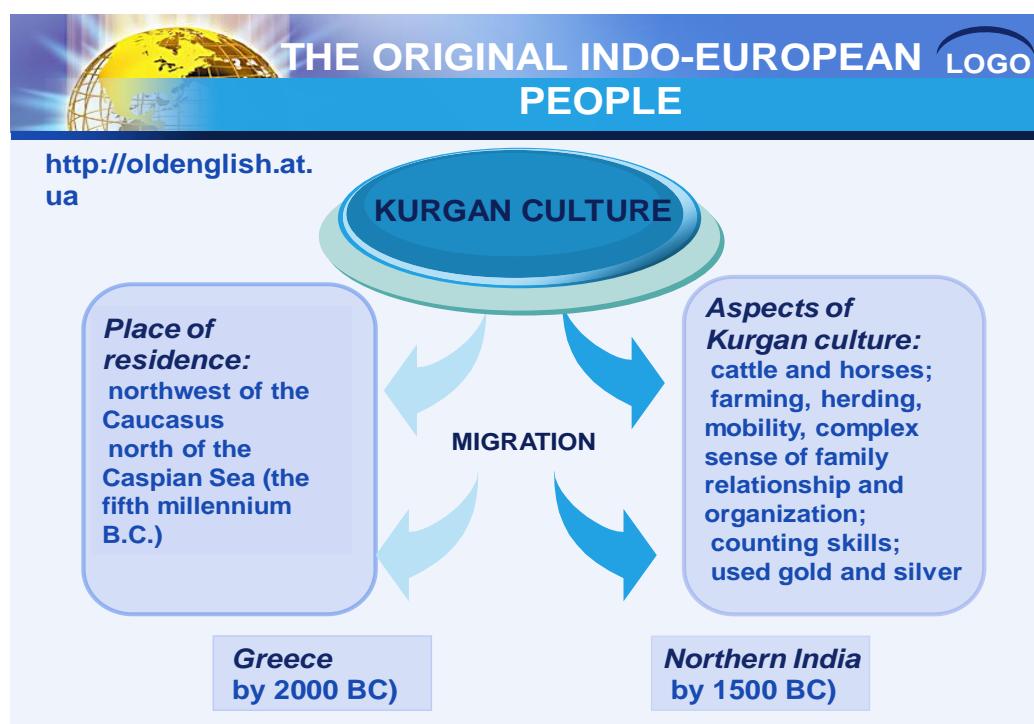 THE ORIGINAL INDO-EUROPEAN
PEOPLE
LOGO
http://oldenglish.at.
ua
KURGAN CULTURE
Place of
residence:
northwest of the
Caucasus
north of the
Caspian Sea (the
fifth millennium
B.C.)
MIGRATION
Aspects of
Kurgan culture:
cattle and horses;
farming, herding,
mobility, complex
sense of family
relationship and
organization;
counting skills;
used gold and silver
Greece
by 2000 BC)
Northern India
by 1500 BC)